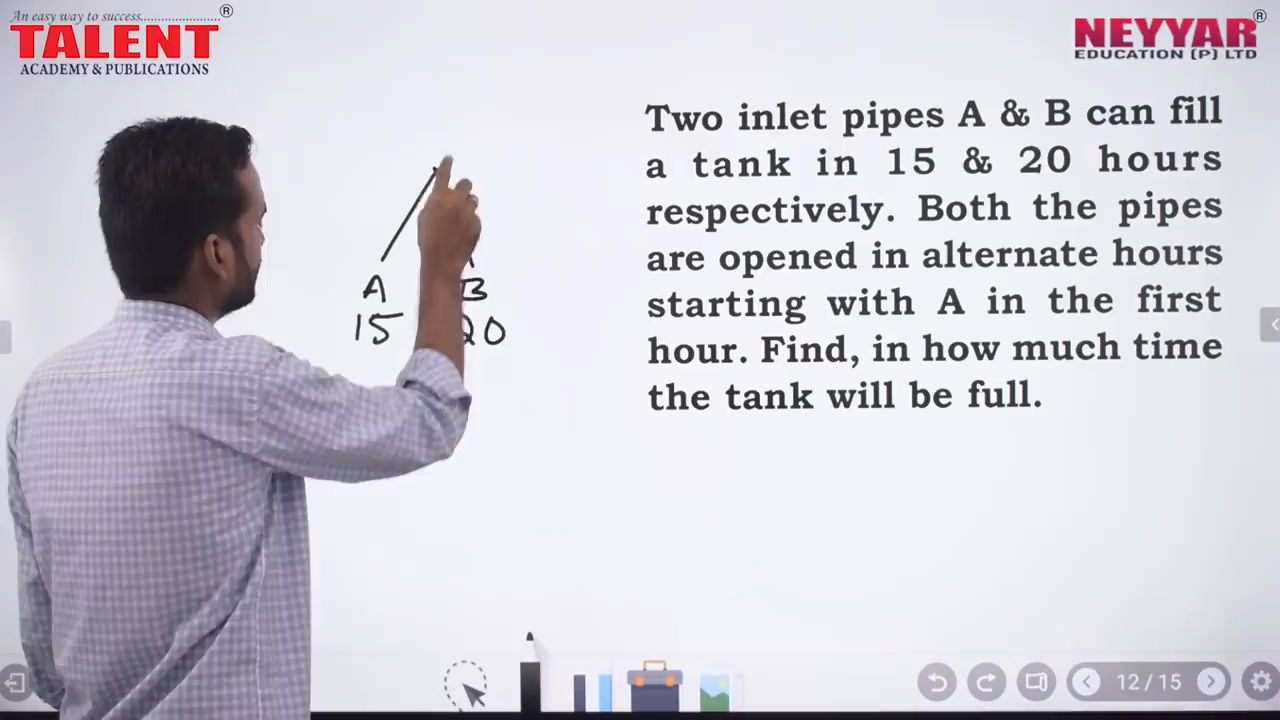 An easy way to success.......................®
TALENT
ACADEMY & PUBLICATIONS
NEYYAR®
EDUCATION (P) LTD
Two inlet pipes A & B can fill
a tank in 15 & 20 hours
respectively. Both the pipes
are opened in alternate hours
starting with A in the first
hour. Find, in how much time
the tank will be full.
A B
15 20
12 / 15